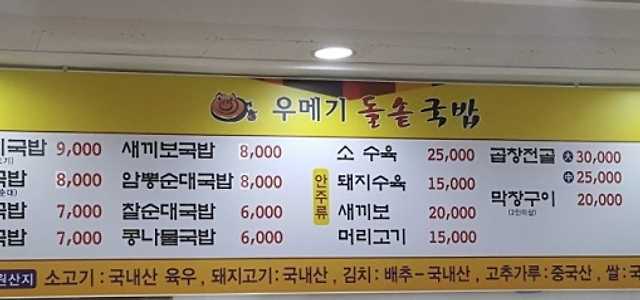 우메기 돌솥국밥
국밥 9,000 새끼보국밥 8,000 소 수육 25,000 곱창전골 大 30,000
국밥 8,000 암뽕순대국밥 8,000 안주류 돼지수육 15,000 中 25,000
국밥 7,000 찰순대국밥 6,000 새끼보 20,000 막창구이 20,000
(2인이상)
국밥 7,000 콩나물국밥 6,000 머리고기 15,000
원산지 소고기 : 국내산 육우 , 돼지고기 : 국내산 , 김치 : 배추 - 국내산 , 고추가루 : 중국산 , 쌀 : 국